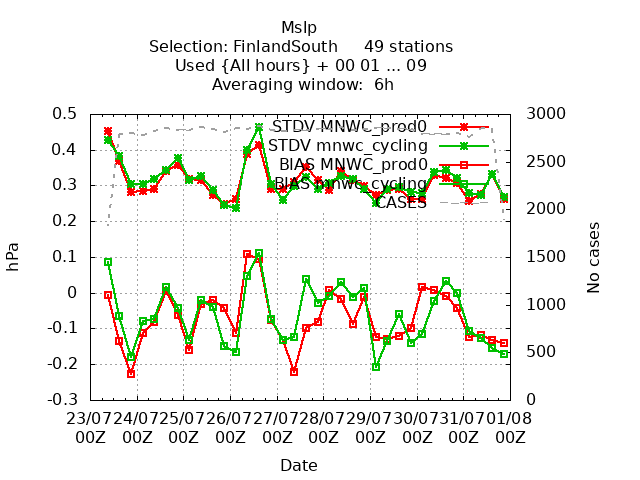 Mslp
Selection: FinlandSouth 49 stations
Used {All hours} + 00 01 ... 09
Averaging window: 6h
STDV MNWC_prod0
STDV mnwc_cycling
BIAS MNWC_prod0
BIAS mnwc_cycling
CASES
0.5
0.4
0.3
0.2
0.1
0
-0.1
-0.2
-0.3
hPa
3000
2500
2000
1500
1000
500
0
No cases
23/07 24/07 25/07 26/07 27/07 28/07 29/07 30/07 31/07 01/08
00Z 00Z 00Z 00Z 00Z 00Z 00Z 00Z 00Z 00Z
Date